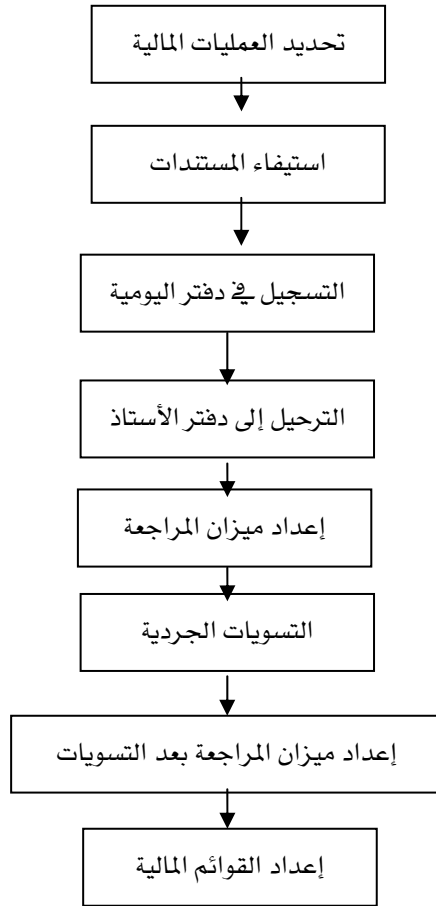 تحديد العمليات المالية
استيفاء المستندات
التسجيل في دفتر اليومية
الترحيل إلى دفتر الأستاذ
إعداد ميزان المراجعة
التسويات الجردية
إعداد ميزان المراجعة بعد التسويات
إعداد القوائم المالية